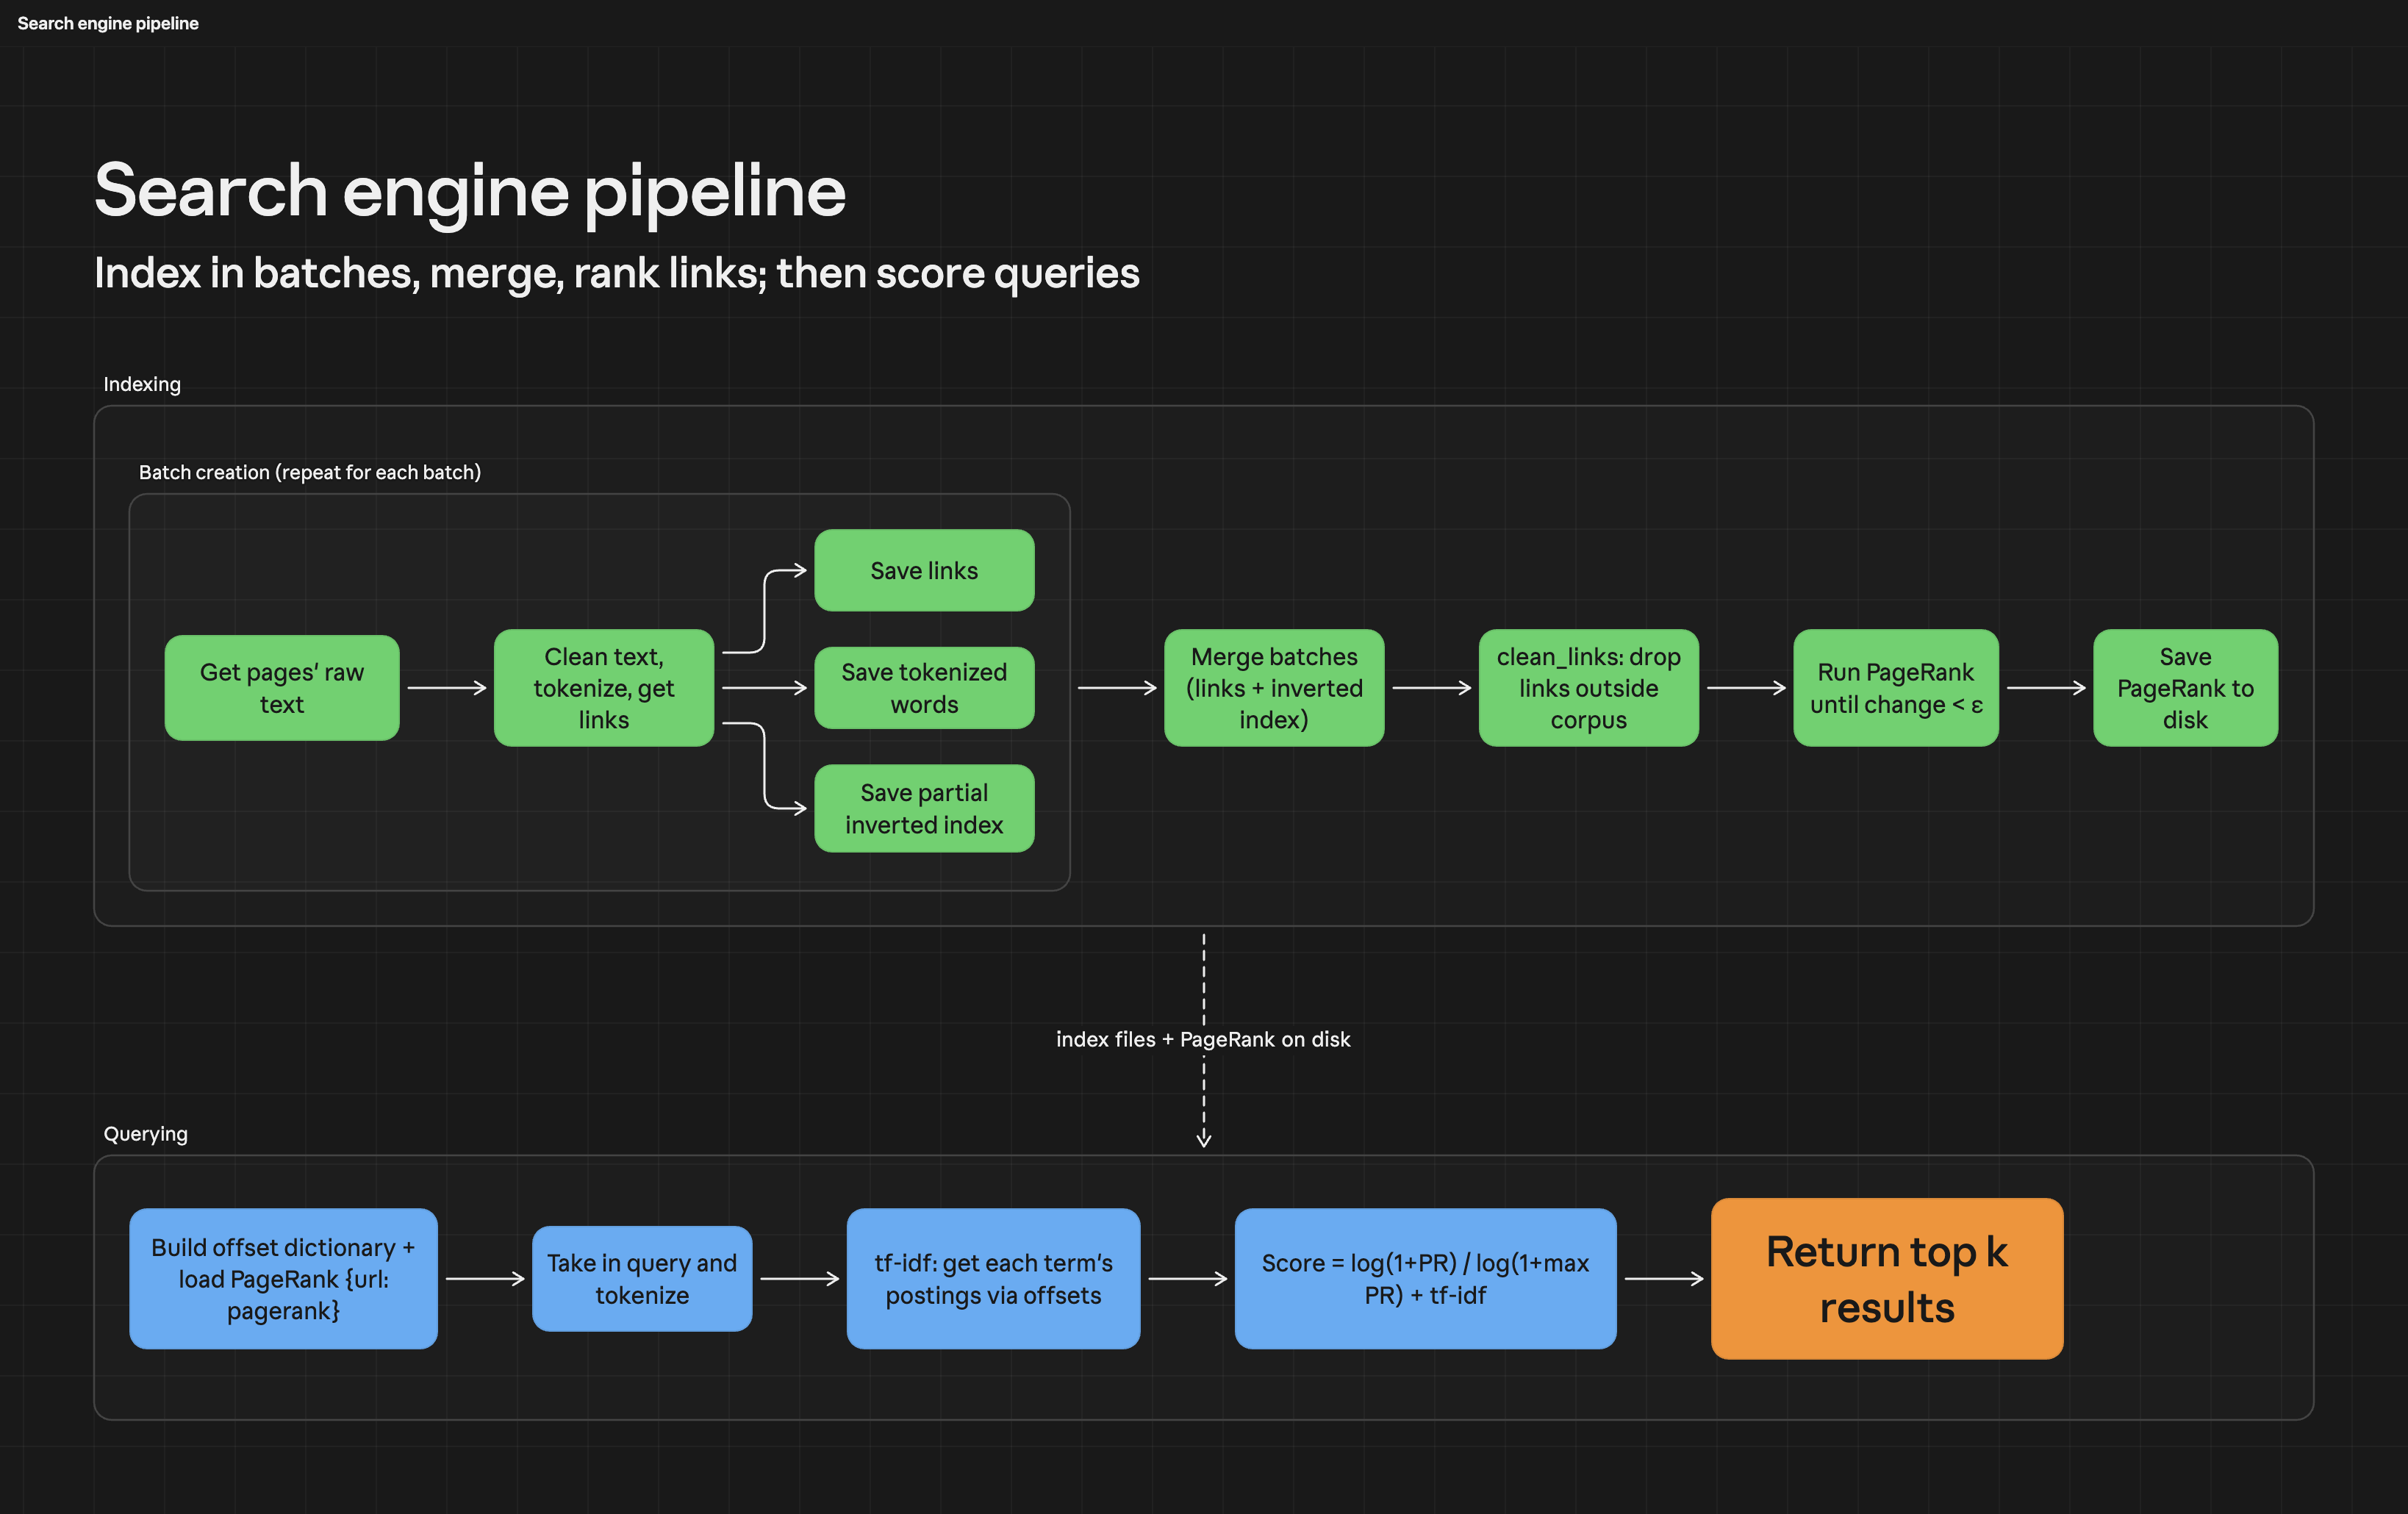 Search engine pipeline
Search engine pipeline
Index in batches, merge, rank links; then score queries
Indexing
Batch creation (repeat for each batch)
Get pages' raw
text
Clean text,
tokenize, get
links
Save links
Save tokenized
words
Save partial
inverted index
Merge batches
(links + inverted
index)
clean_links: drop
links outside
corpus
Run PageRank
until change < ε
Save
PageRank to
disk
index files + PageRank on disk
Querying
Build offset dictionary +
load PageRank {url:
pagerank}
Take in query and
tokenize
tf-idf: get each term's
postings via offsets
Score = log(1+PR) / log(1+max
PR) + tf-idf
Return top k
results